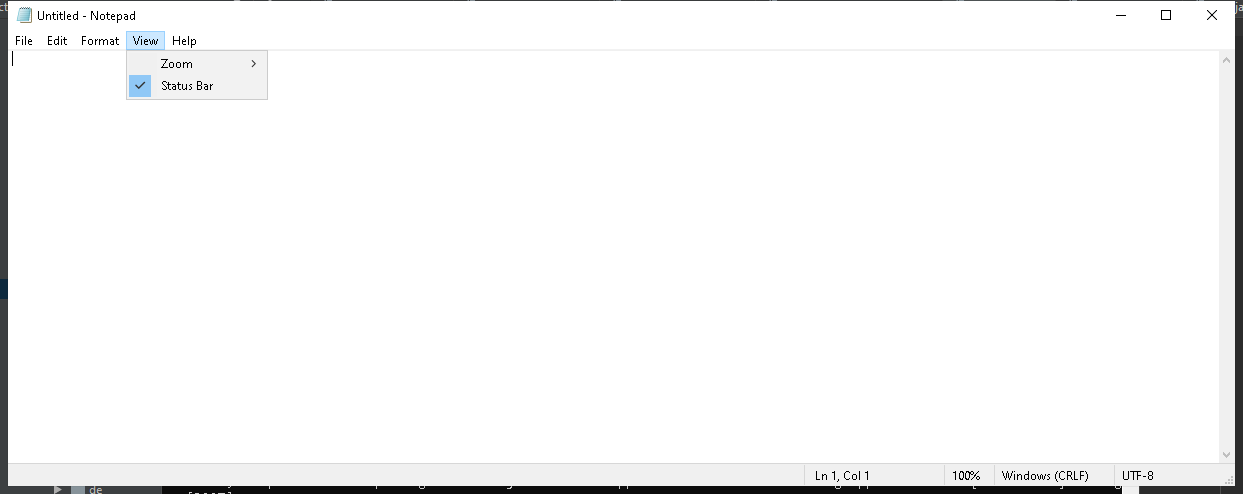 Untitled - Notepad
File Edit Format View Help
Zoom
Status Bar
Ln 1, Col 1 100% Windows (CRLF) UTF-8
de